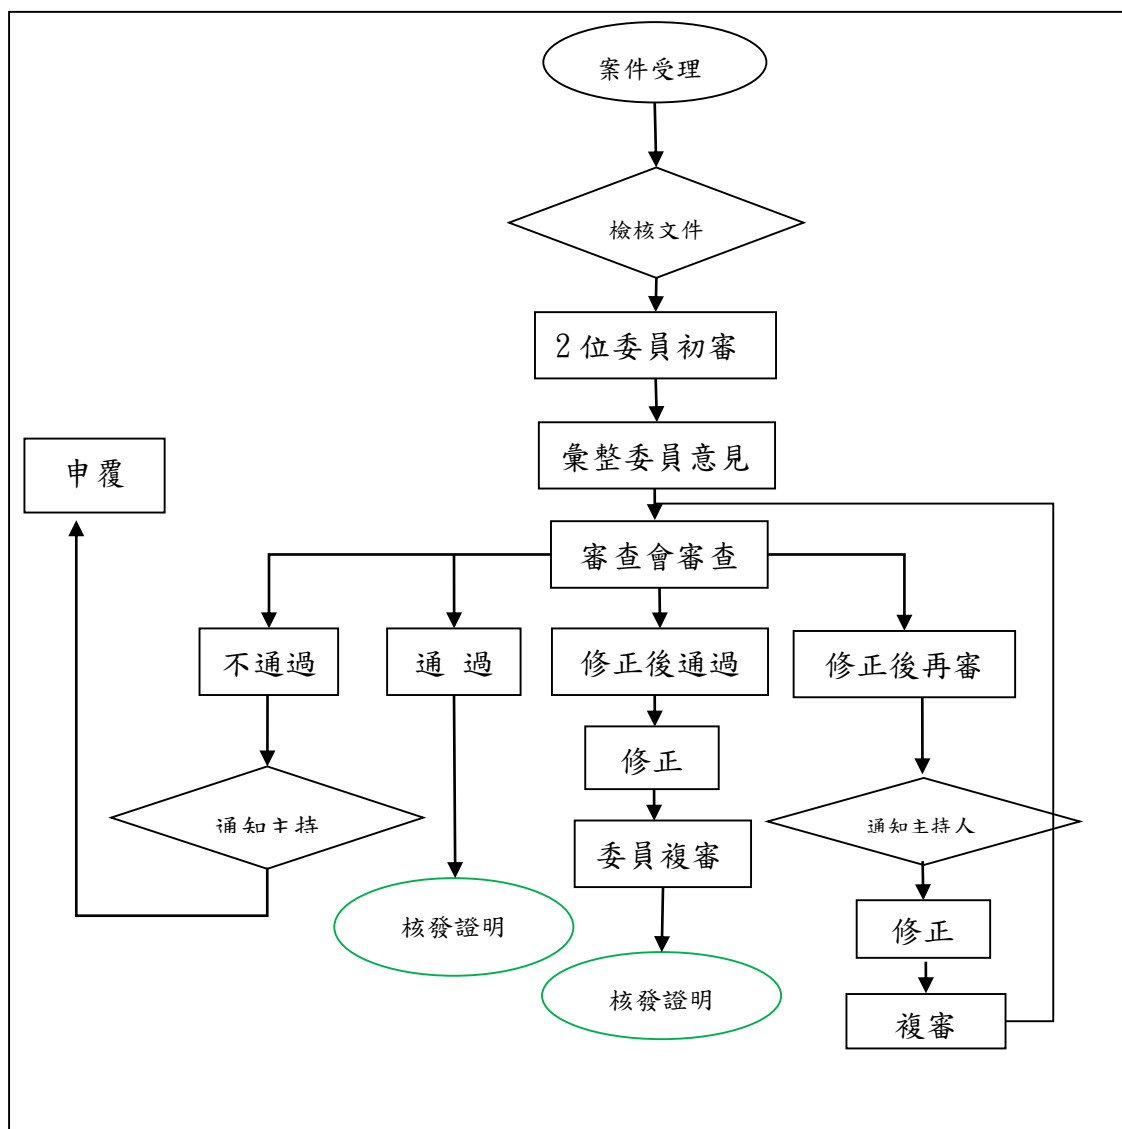 案件受理
檢核文件
2位委員初審
彙整委員意見
申覆
審查會審查
不通過
通 過
修正後通過
修正後再審
修正
通知主持
通知主持人
委員複審
核發證明
修正
核發證明
複審